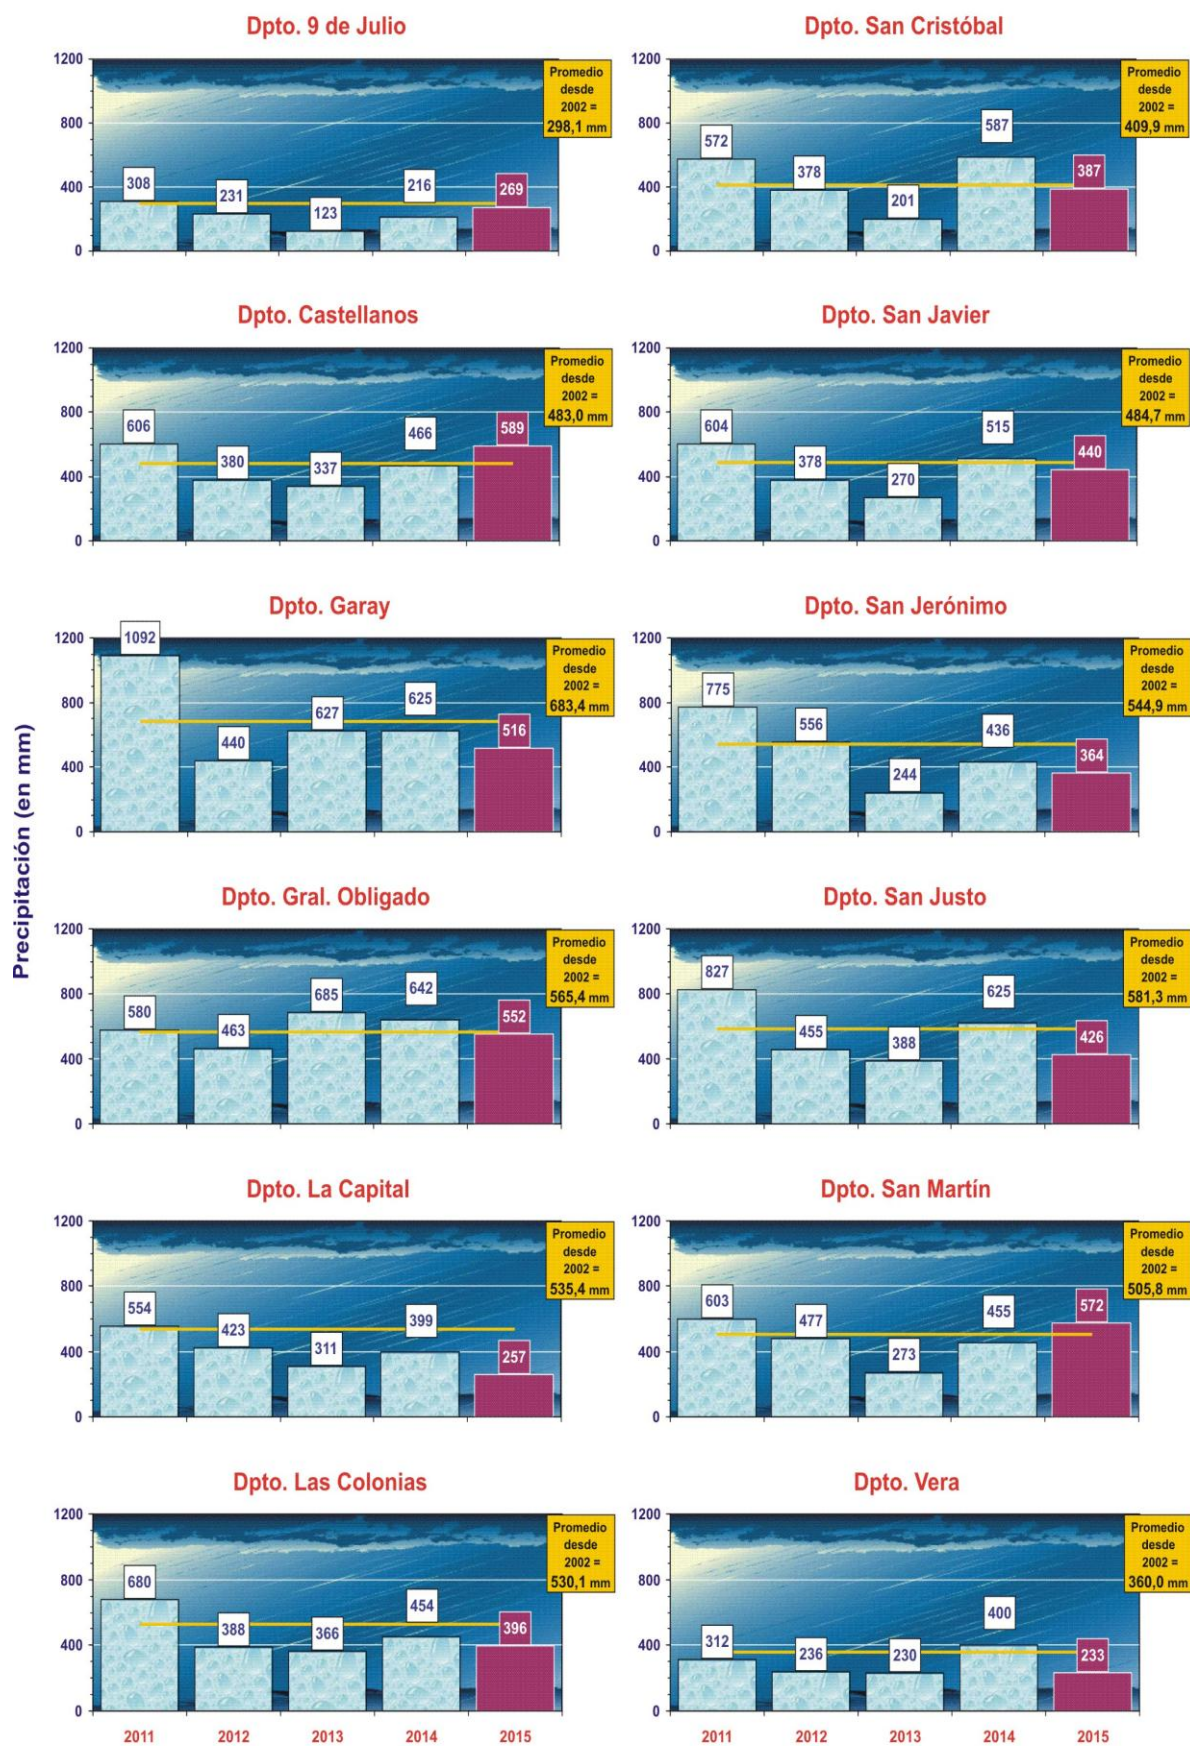 Dpto. 9 de Julio
1200
800
400
0
308
231
123
216
269
Promedio
desde
2002 =
298,1 mm
Dpto. San Cristóbal
1200
800
400
0
572
378
201
587
387
Promedio
desde
2002 =
409,9 mm
Dpto. Castellanos
1200
800
400
0
606
380
337
466
589
Promedio
desde
2002 =
483,0 mm
Dpto. San Javier
1200
800
400
0
604
378
270
515
440
Promedio
desde
2002 =
484,7 mm
Precipitación (en mm)
Dpto. Garay
1200
800
400
0
1092
440
627
625
516
Promedio
desde
2002 =
683,4 mm
Dpto. San Jerónimo
1200
800
400
0
775
556
244
436
364
Promedio
desde
2002 =
544,9 mm
Dpto. Gral. Obligado
1200
800
400
0
580
463
685
642
552
Promedio
desde
2002 =
565,4 mm
Dpto. San Justo
1200
800
400
0
827
455
388
625
426
Promedio
desde
2002 =
581,3 mm
Dpto. La Capital
1200
800
400
0
554
423
311
399
257
Promedio
desde
2002 =
535,4 mm
Dpto. San Martín
1200
800
400
0
603
477
273
455
572
Promedio
desde
2002 =
505,8 mm
Dpto. Las Colonias
1200
800
400
0
680
388
366
454
396
Promedio
desde
2002 =
530,1 mm
2011 2012 2013 2014 2015
Dpto. Vera
1200
800
400
0
312
236
230
400
233
Promedio
desde
2002 =
360,0 mm
2011 2012 2013 2014 2015